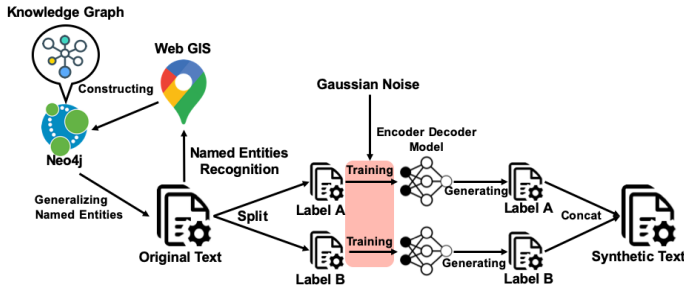 Knowledge Graph
Web GIS
Constructing
Gaussian Noise
Encoder Decoder
Model
Neo4j
Named Entities
Recognition
Generalizing
Named Entities
Training
Generating
Label A
Label A
Split
Concat
Original Text
Training
Generating
Label B
Label B
Synthetic Text